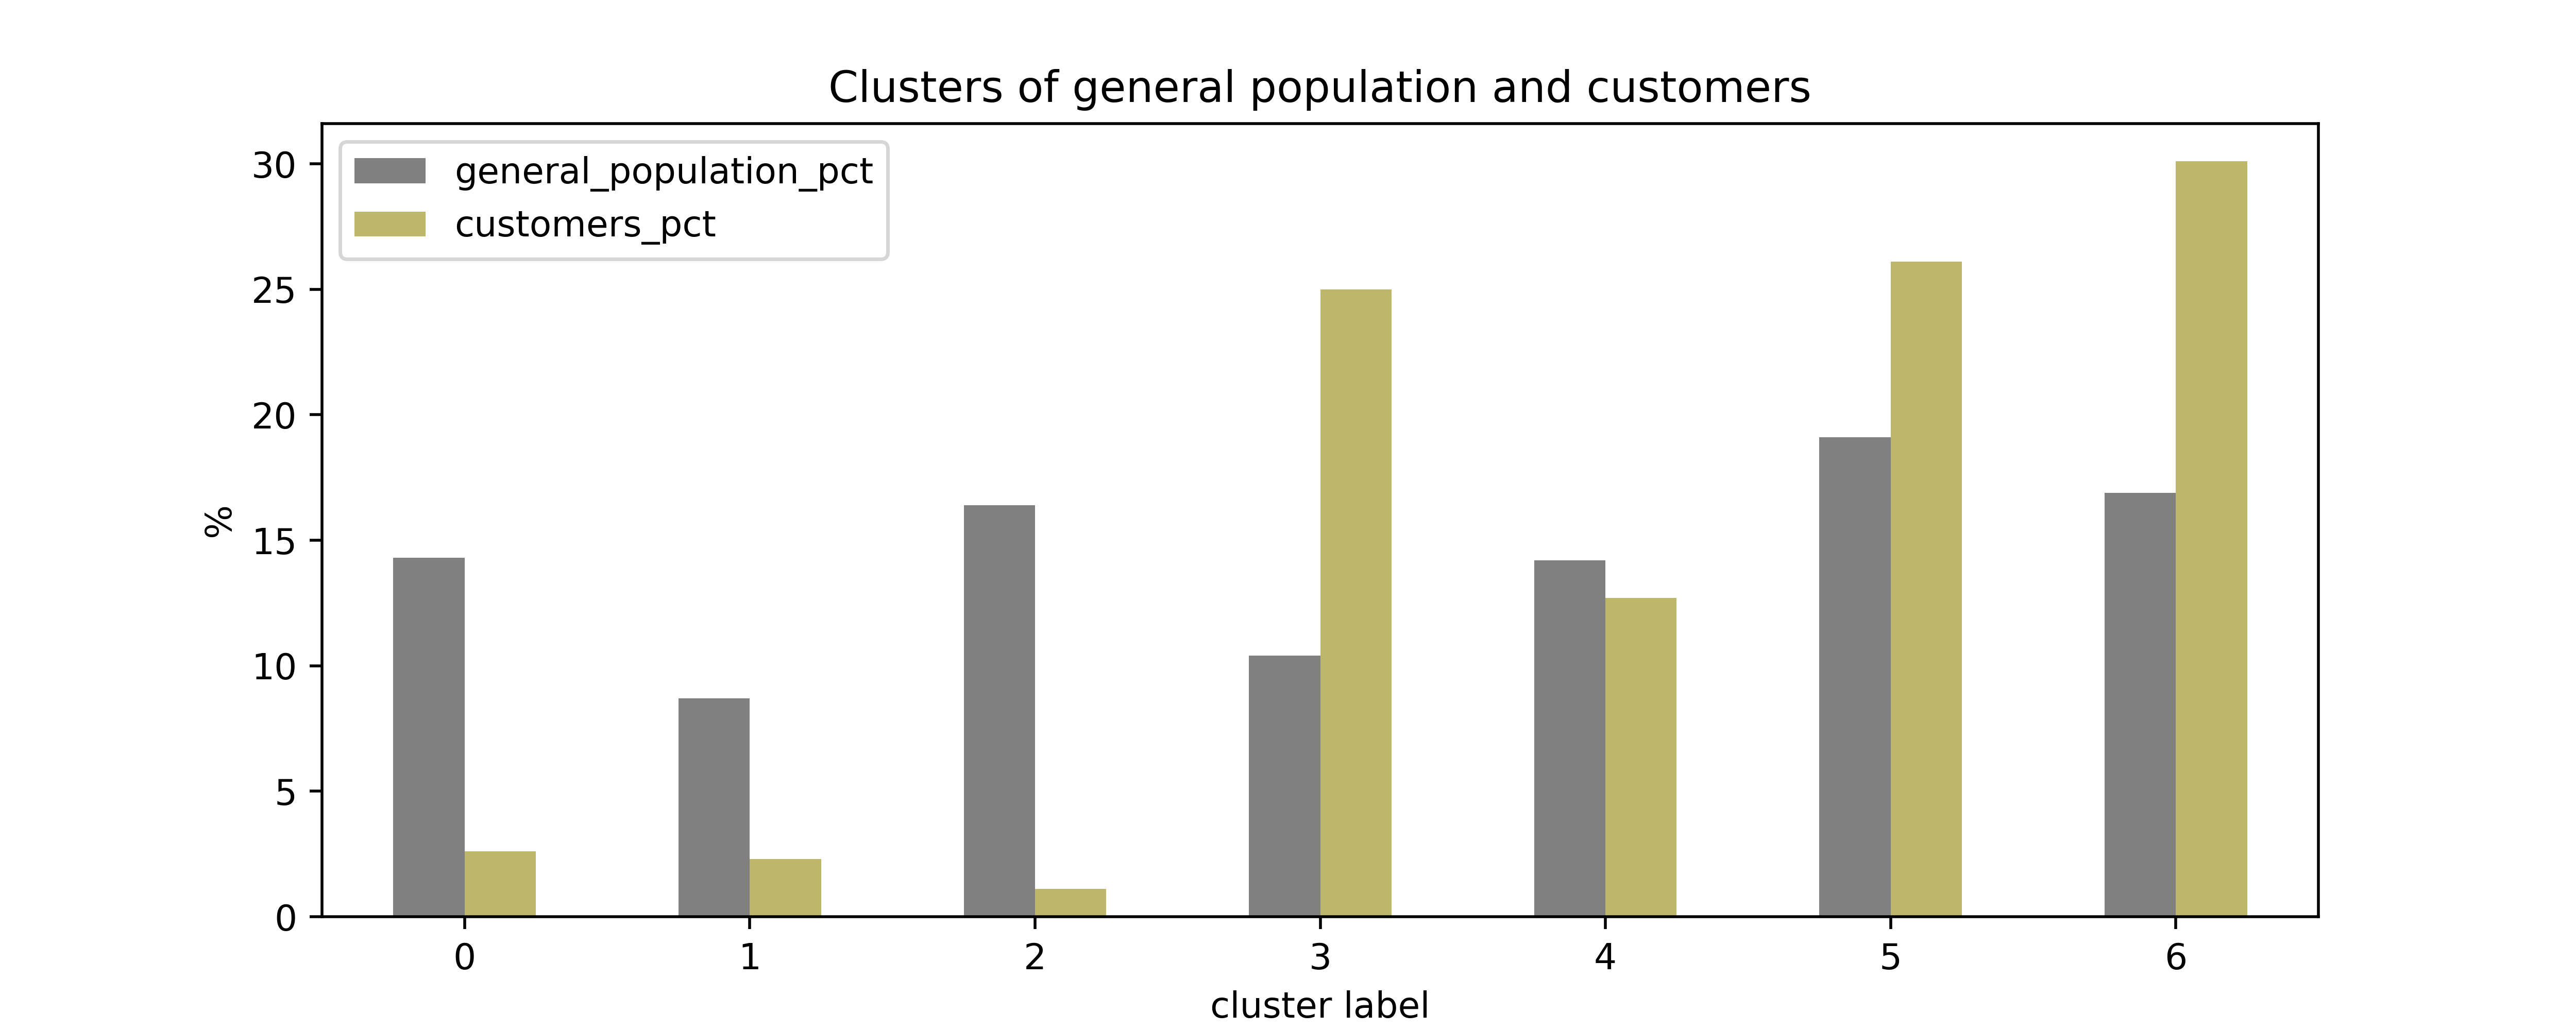 Clusters of general population and customers
general_population_pct
customers_pct
30
25
20
15
10
5
0
%
0 1 2 3 4 5 6
cluster label